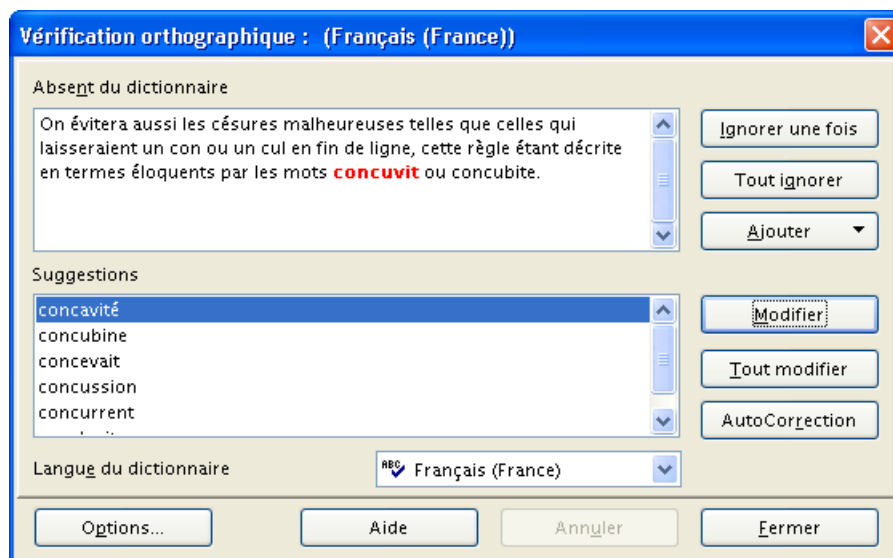 Vérification orthographique :  (Français (France))
Absent du dictionnaire
On évitera aussi les césures malheureuses telles que celles qui
laisseraient un con ou un cul en fin de ligne, cette règle étant décrite
en termes éloquents par les mots concuvit ou concubite.
Ignorer une fois
Tout ignorer
Ajouter
Suggestions
concavité
concubine
concevait
concussion
concurrent
Modifier
Tout modifier
AutoCorrection
Langue du dictionnaire
ABC Français (France)
Options...
Aide
Annuler
Fermer